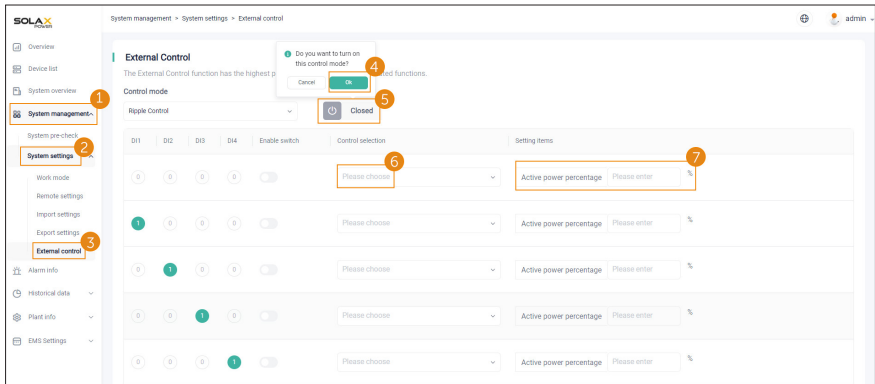 SOLAX
POWER
System management > System settings > External control
admin
Overview
Device list
System overview
1
System management
System pre-check
2
System settings
Work mode
Remote settings
Import settings
Export settings
3
External control
Alarm info
Historical data
Plant info
EMS Settings
External Control
The External Control function has the highest p
ted functions.
Do you want to turn on
this control mode?
4
Cancel Ok
Control mode
5
Ripple Control
Closed
DI1 DI2 DI3 DI4 Enable switch Control selection Setting items
6 7
0 0 0 0 Please choose Active power percentage Please enter %
1 0 0 0 Please choose Active power percentage Please enter %
0 1 0 0 Please choose Active power percentage Please enter %
0 0 1 0 Please choose Active power percentage Please enter %
0 0 0 1 Please choose Active power percentage Please enter %